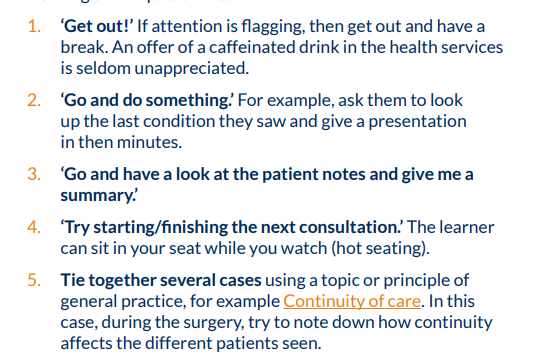 1. ‘Get out!’ If attention is flagging, then get out and have a
break. An offer of a caffeinated drink in the health services
is seldom unappreciated.
2. ‘Go and do something.’ For example, ask them to look
up the last condition they saw and give a presentation
in then minutes.
3. ‘Go and have a look at the patient notes and give me a
summary.’
4. ‘Try starting/finishing the next consultation.’ The learner
can sit in your seat while you watch (hot seating).
5. Tie together several cases using a topic or principle of
general practice, for example Continuity of care. In this
case, during the surgery, try to note down how continuity
affects the different patients seen.